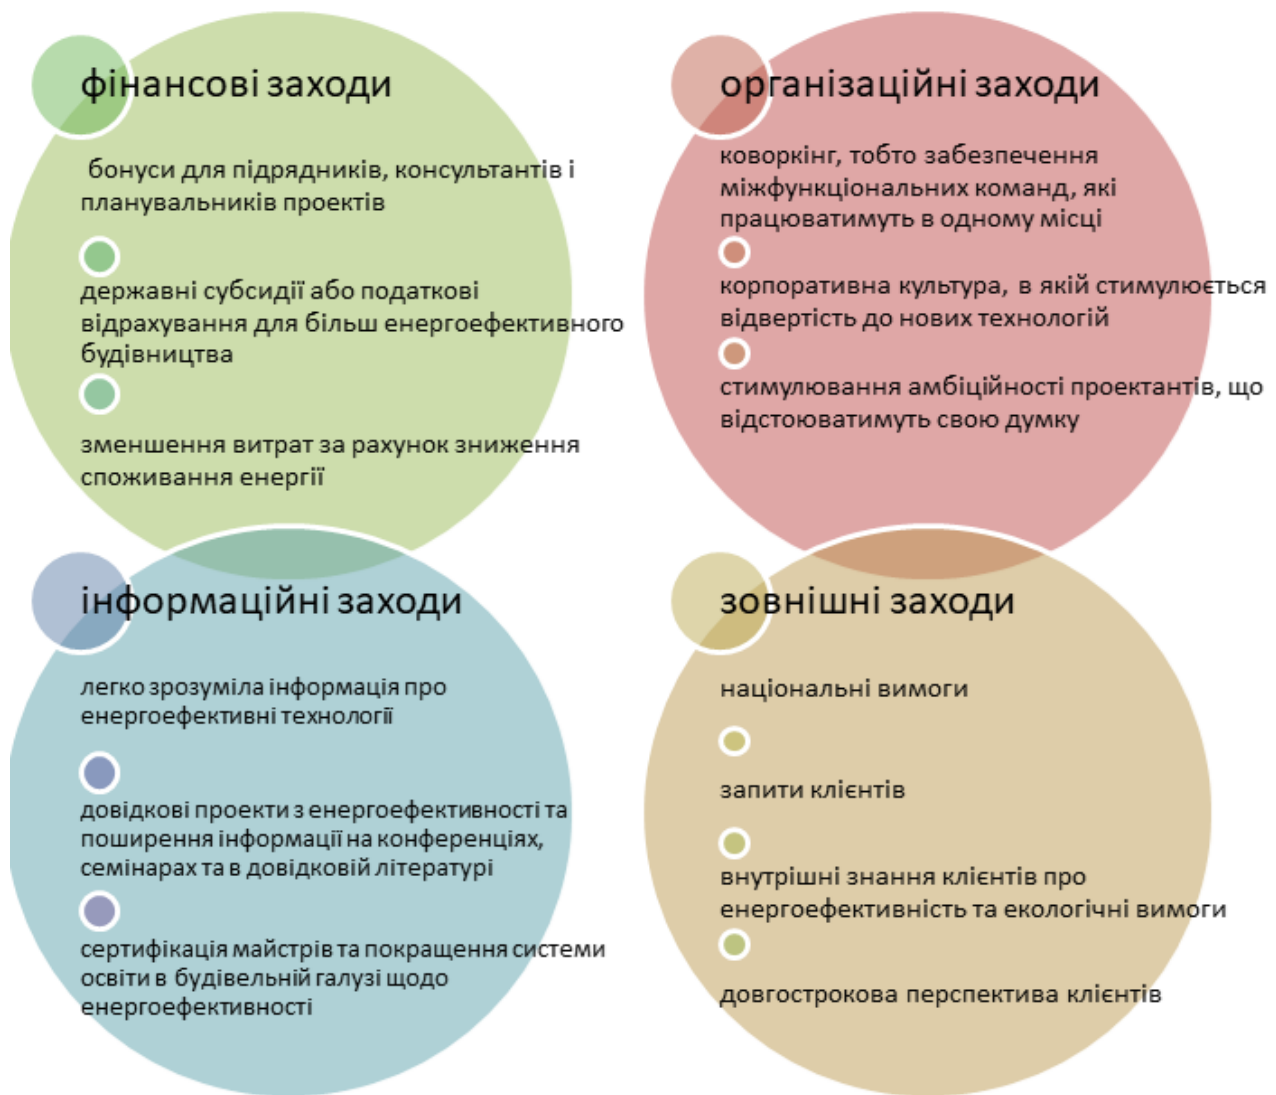 фінансові заходи
бонуси для підрядників, консультантів і
планувальників проектів
державні субсидії або податкові
відрахування для більш енергоефективного
будівництва
зменшення витрат за рахунок зниження
споживання енергії
організаційні заходи
коворкінг, тобто забезпечення
міжфункціональних команд, які
працюватимуть в одному місці
корпоративна культура, в якій стимулюється
відвертість до нових технологій
стимулювання амбіційності проектантів, що
відстоюватимуть свою думку
інформаційні заходи
легко зрозуміла інформація про
енергоефективні технології
довідкові проекти з енергоефективності та
поширення інформації на конференціях,
семінарах та в довідковій літературі
сертифікація майстрів та покращення системи
освіти в будівельній галузі щодо
енергоефективності
зовнішні заходи
національні вимоги
запити клієнтів
внутрішні знання клієнтів про
енергоефективність та екологічні вимоги
довгострокова перспектива клієнтів